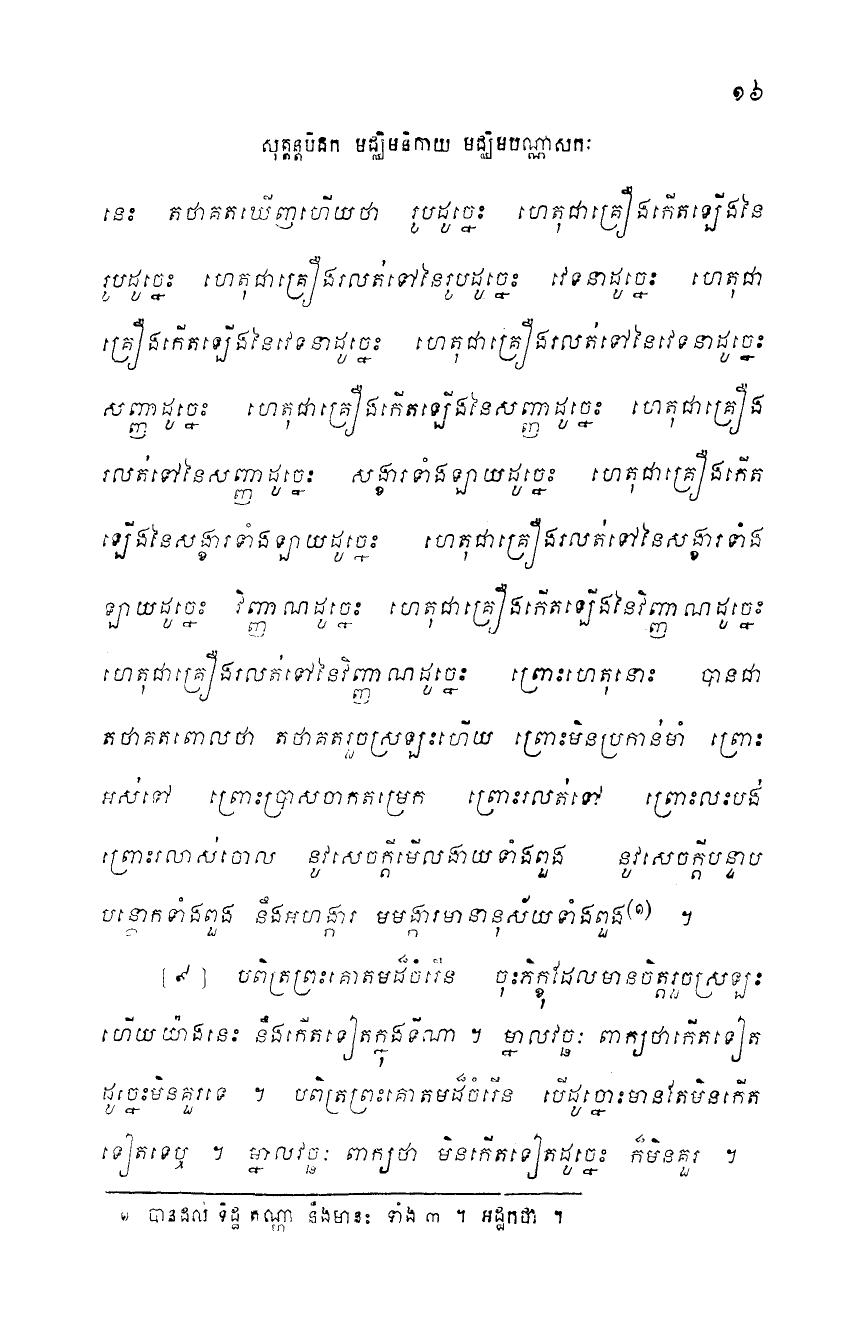 ១៦
សុត្តន្តបិដក មជ្ឈិមនិកាយ មជ្ឈិមបណ្ណាសកៈ
នេះ តថាគតឃើញហើយថា រូបដូច្នេះ ហេតុជាគ្រឿងកើតឡើងនៃ
រូបដូច្នេះ ហេតុជាគ្រឿងរលត់ទៅនៃរូបដូច្នេះ វេទនាដូច្នេះ ហេតុជា
គ្រឿងកើតឡើងនៃវេទនាដូច្នេះ ហេតុជាគ្រឿងរលត់ទៅនៃវេទនាដូច្នេះ
សញ្ញាដូច្នេះ ហេតុជាគ្រឿងកើតឡើងនៃសញ្ញាដូច្នេះ ហេតុជាគ្រឿង
រលត់ទៅនៃសញ្ញាដូច្នេះ សង្ខារទាំងឡាយដូច្នេះ ហេតុជាគ្រឿងកើត
ឡើងនៃសង្ខារទាំងឡាយដូច្នេះ ហេតុជាគ្រឿងរលត់ទៅនៃសង្ខារទាំង
ឡាយដូច្នេះ វិញ្ញាណដូច្នេះ ហេតុជាគ្រឿងកើតឡើងនៃវិញ្ញាណដូច្នេះ
ហេតុជាគ្រឿងរលត់ទៅនៃវិញ្ញាណដូច្នេះ ព្រោះហេតុនោះ បានជា
តថាគតពោលថា តថាគតរួចស្រឡះហើយ ព្រោះមិនប្រកាន់មាំ ព្រោះ
អស់ទៅ ព្រោះប្រាសចាកតម្រេក ព្រោះរលត់ទៅ ព្រោះលះបង់
ព្រោះរលាស់ចោល នូវសេចក្តីមើលងាយទាំងពួង នូវសេចក្តីបន្ទាប
បន្ថោកទាំងពួង នឹងអហង្ការ មមង្ការមានានុស័យទាំងពួង(១) ។
[៩] បពិត្រព្រះគោតមដ៏ចំរើន ចុះភិក្ខុដែលមានចិត្តរួចស្រឡះ
ហើយយ៉ាងនេះ នឹងកើតទៀតក្នុងទីណា ។ ម្នាលវច្ឆៈ ពាក្យថាកើតទៀត
ដូច្នេះមិនគួរទេ ។ បពិត្រព្រះគោតមដ៏ចំរើន បើដូច្នោះមានតែមិនកើត
ទៀតទេឬ ។ ម្នាលវច្ឆៈ ពាក្យថា មិនកើតទៀតដូច្នេះ ក៏មិនគួរ ។
១ បានដល់ ទិដ្ឋិ តណ្ហា នឹងមានះ ទាំង ៣ ។ អដ្ឋកថា ។